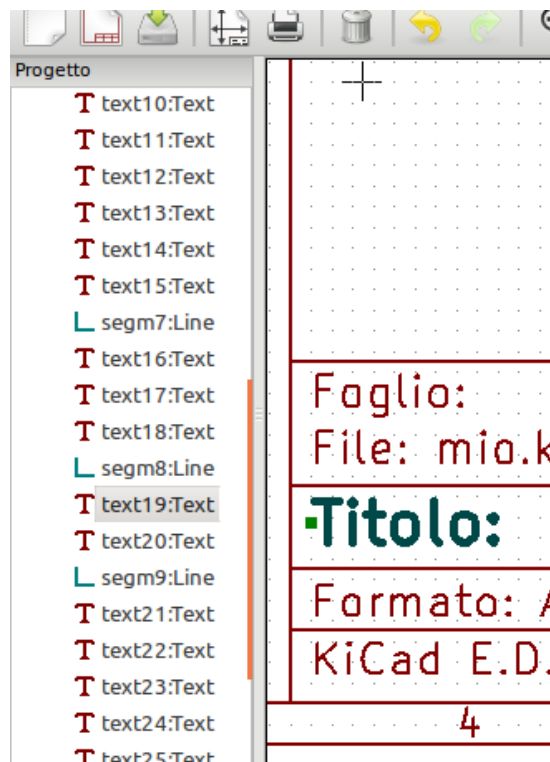 Progetto
text10:Text
text11:Text
text12:Text
text13:Text
text14:Text
text15:Text
segm7:Line
text16:Text
text17:Text
text18:Text
segm8:Line
text19:Text
text20:Text
segm9:Line
text21:Text
text22:Text
text23:Text
text24:Text
text25:Text
Foglio:
File: mio.k
Titolo:
Formato: A
KiCad E.D.
4